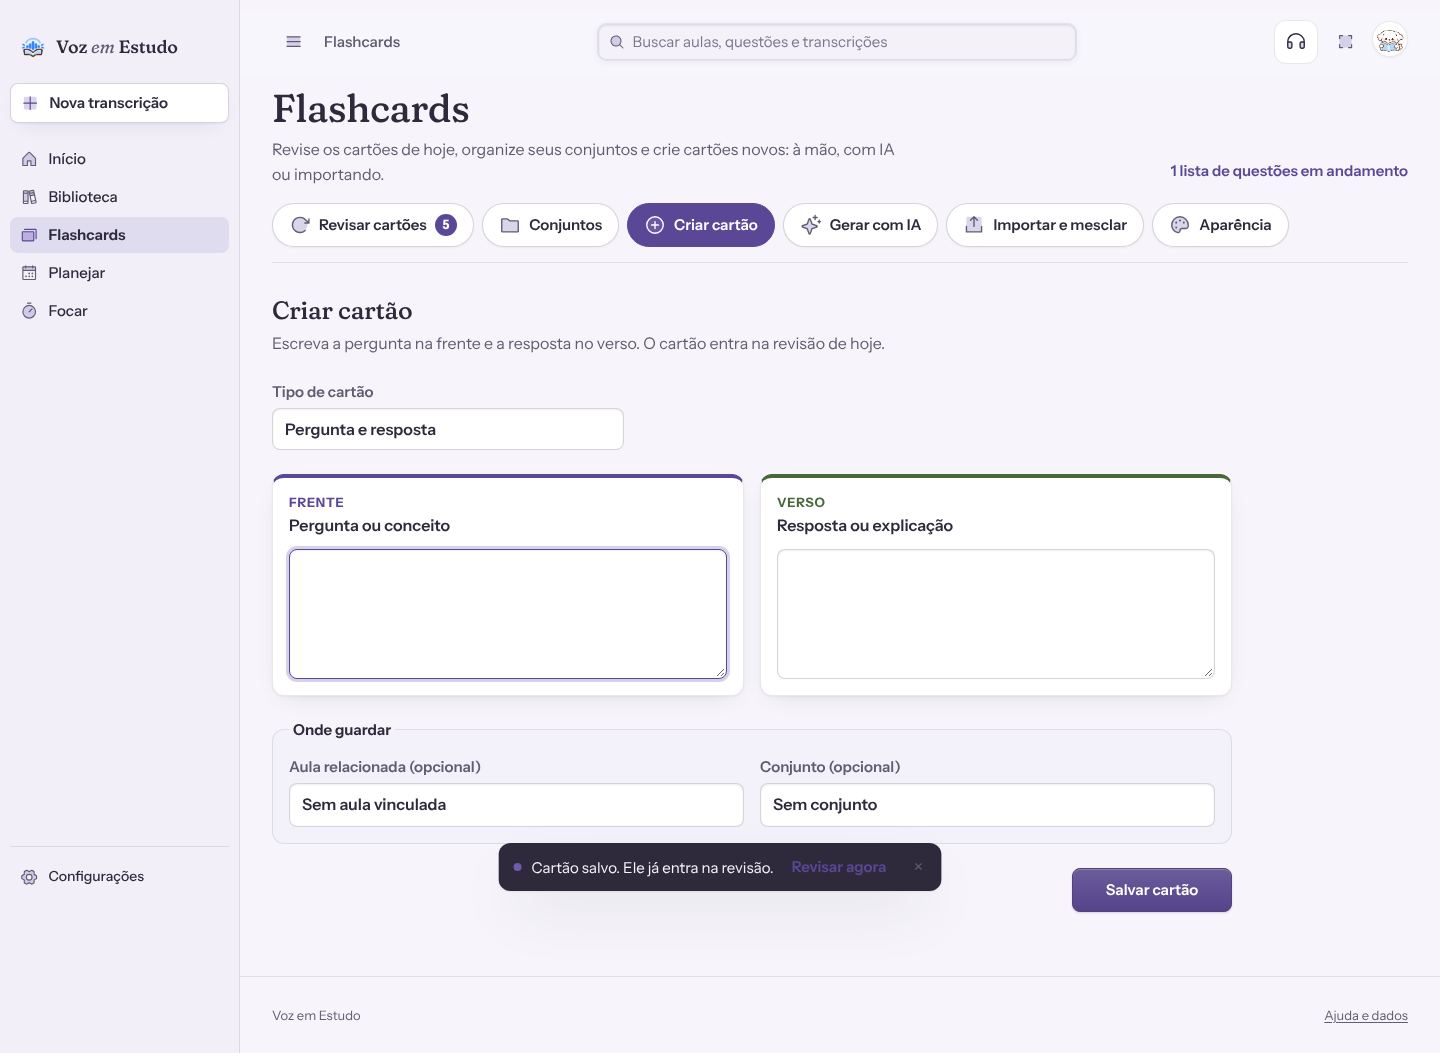 Voz em Estudo
Flashcards
Buscar aulas, questões e transcrições
Nova transcrição
Início
Biblioteca
Flashcards
Planejar
Focar
Configurações
Flashcards
Revise os cartões de hoje, organize seus conjuntos e crie cartões novos: à mão, com IA
ou importando.
1 lista de questões em andamento
Revisar cartões 5
Conjuntos
Criar cartão
Gerar com IA
Importar e mesclar
Aparência
Criar cartão
Escreva a pergunta na frente e a resposta no verso. O cartão entra na revisão de hoje.
Tipo de cartão
Pergunta e resposta
FRENTE
Pergunta ou conceito
VERSO
Resposta ou explicação
Onde guardar
Aula relacionada (opcional)
Sem aula vinculada
Conjunto (opcional)
Sem conjunto
Cartão salvo. Ele já entra na revisão. Revisar agora ×
Salvar cartão
Voz em Estudo
Ajuda e dados